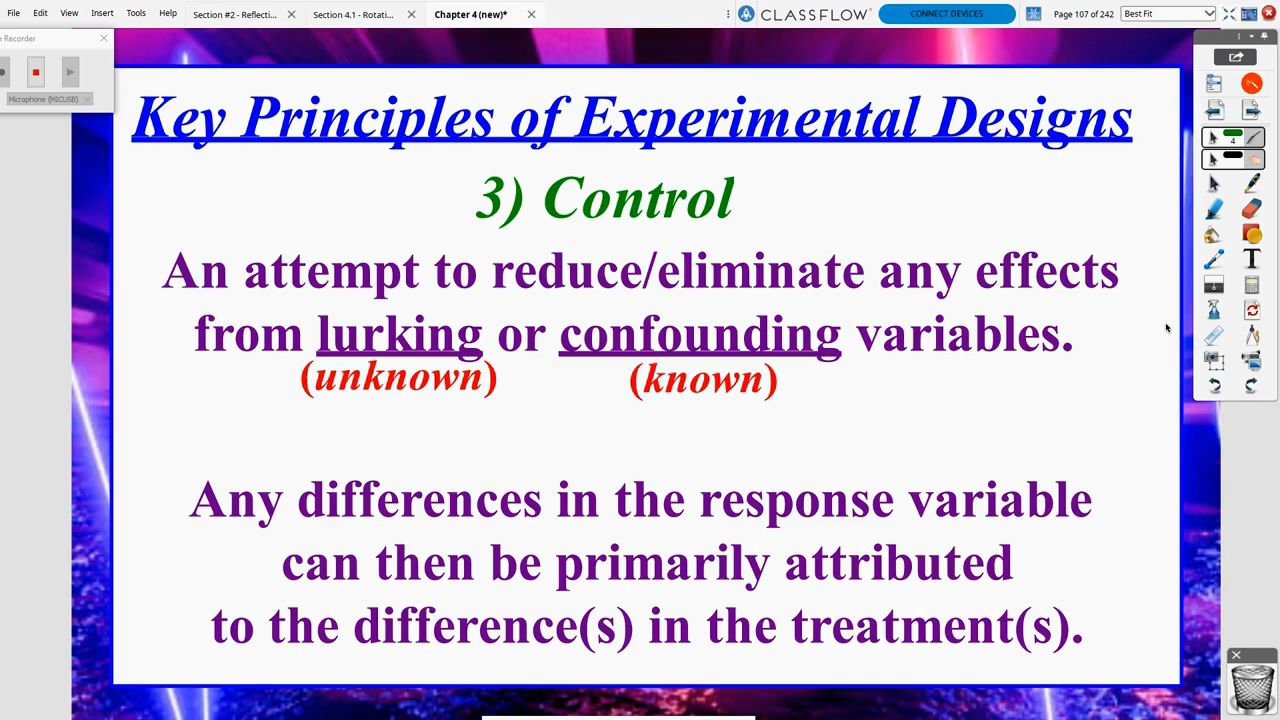 File Edit View Insert Tools Help
Section #2 - Reflecti...
Section 4.1 - Rotati...
Chapter 4 (new)*
CLASSFLOW
CONNECT DEVICES
Page 107 of 242
Best Fit
Recorder
Microphone (MICUSB)
4
T
Key Principles of Experimental Designs
3) Control
An attempt to reduce/eliminate any effects
from lurking or confounding variables.
(unknown) (known)
Any differences in the response variable
can then be primarily attributed
to the difference(s) in the treatment(s).